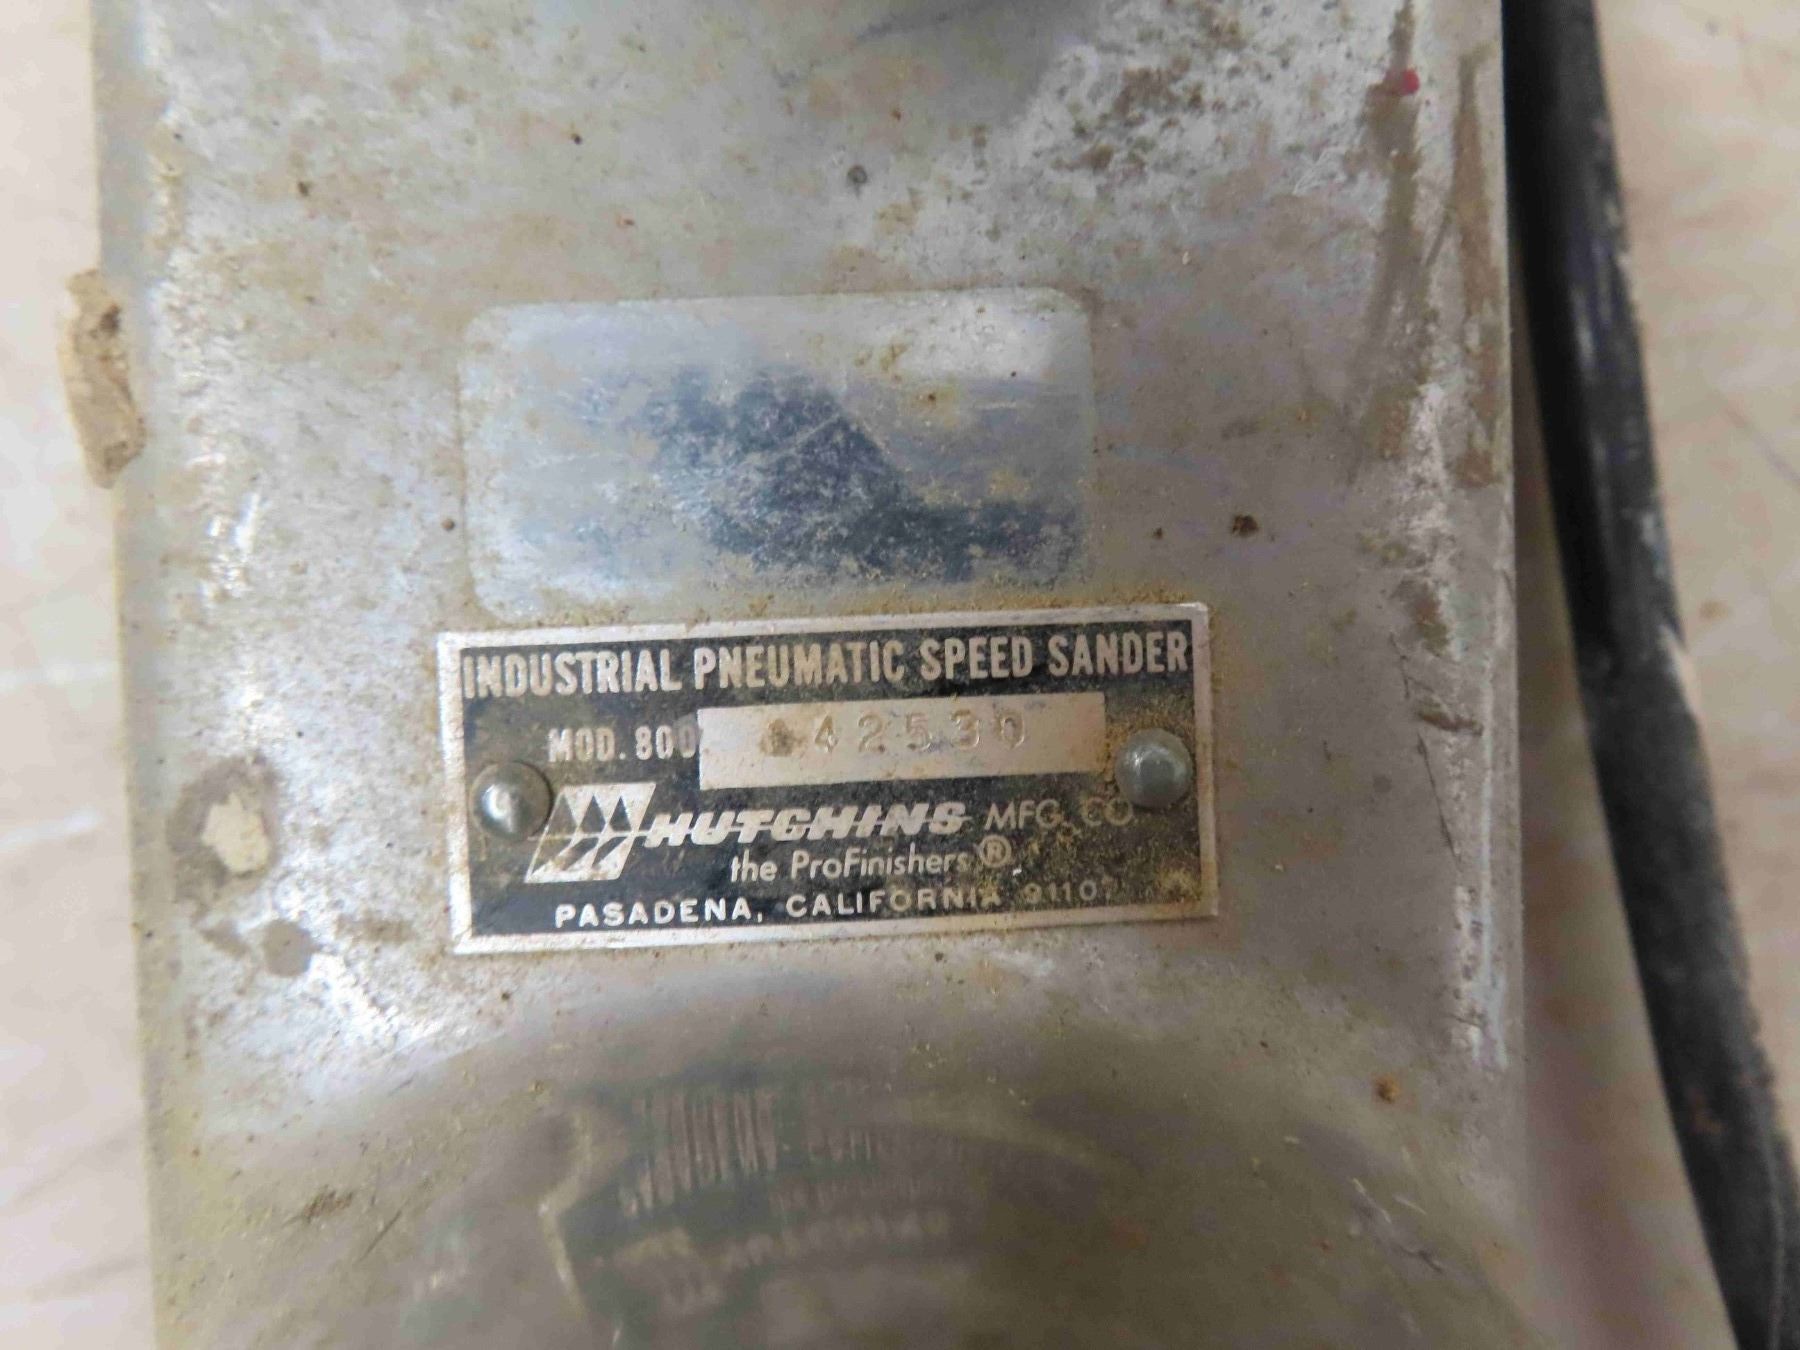 INDUSTRIAL PNEUMATIC SPEED SANDER
MOD. 800 42530
HUTCHINS MFG. CO
the ProFinishers®
PASADENA, CALIFORNIA 91107